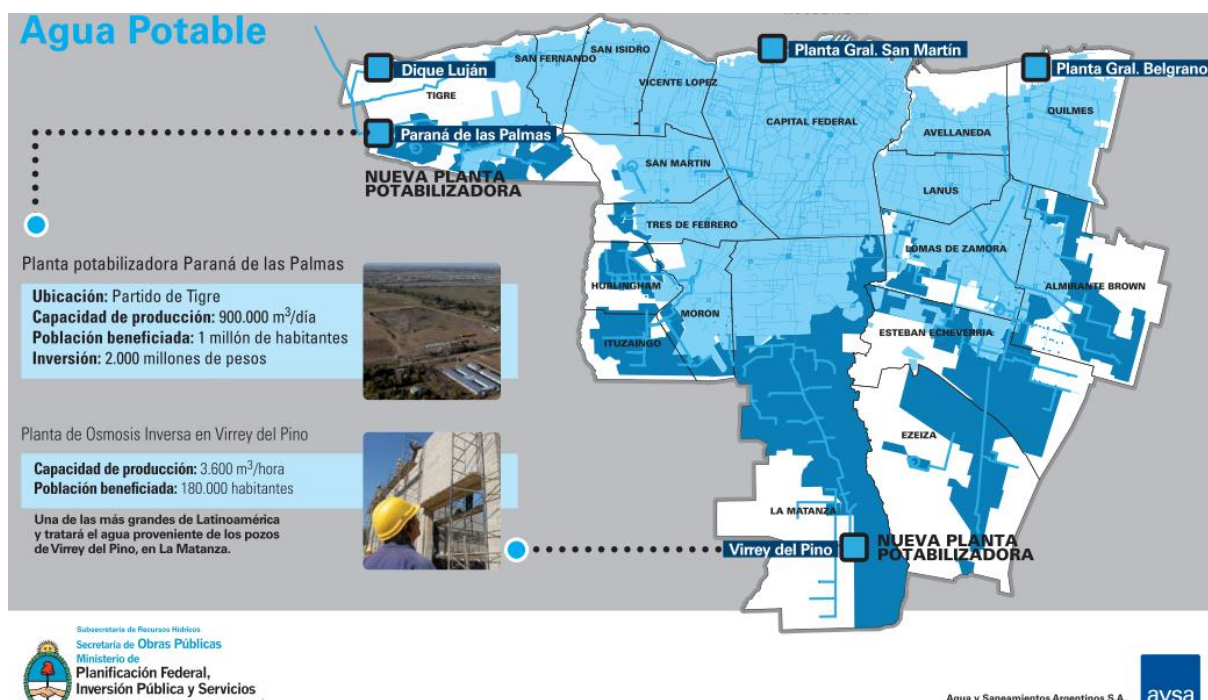 Agua Potable
Dique Luján
TIGRE
SAN FERNANDO
SAN ISIDRO
VICENTE LOPEZ
Planta Gral. San Martín
CAPITAL FEDERAL
Planta Gral. Belgrano
QUILMES
AVELLANEDA
Paraná de las Palmas
NUEVA PLANTA
POTABILIZADORA
SAN MARTIN
LANUS
TRES DE FEBRERO
LOMAS DE ZAMORA
HURLINGHAM
ALMIRANTE BROWN
MORON
ESTEBAN ECHEVERRIA
ITUZAINGO
EZEIZA
LA MATANZA
Virrey del Pino
NUEVA PLANTA
POTABILIZADORA
Planta potabilizadora Paraná de las Palmas
Ubicación: Partido de Tigre
Capacidad de producción: 900.000 m³/día
Población beneficiada: 1 millón de habitantes
Inversión: 2.000 millones de pesos
Planta de Osmosis Inversa en Virrey del Pino
Capacidad de producción: 3.600 m³/hora
Población beneficiada: 180.000 habitantes
Una de las más grandes de Latinoamérica
y tratará el agua proveniente de los pozos
de Virrey del Pino, en La Matanza.
Subsecretaría de Recursos Hídricos
Secretaría de Obras Públicas
Ministerio de
Planificación Federal,
Inversión Pública y Servicios
Agua y Saneamientos Argentinos S.A.
aysa